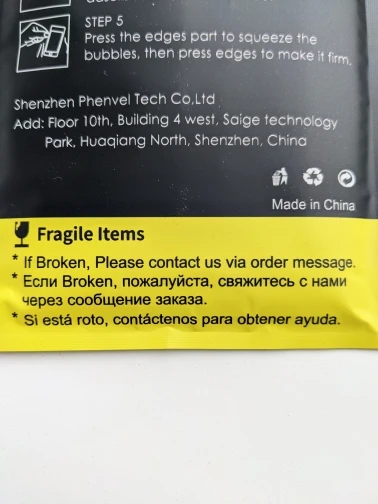 STEP 5
Press the edges part to squeeze the
bubbles, then press edges to make it firm.
Shenzhen Phenvel Tech Co,Ltd
Add: Floor 10th, Building 4 west, Saige technology
Park, Huaqiang North, Shenzhen, China
Made in China
Fragile Items
* If Broken, Please contact us via order message.
* Если Broken, пожалуйста, свяжитесь с нами
через сообщение заказа.
* Si está roto, contáctenos para obtener ayuda.